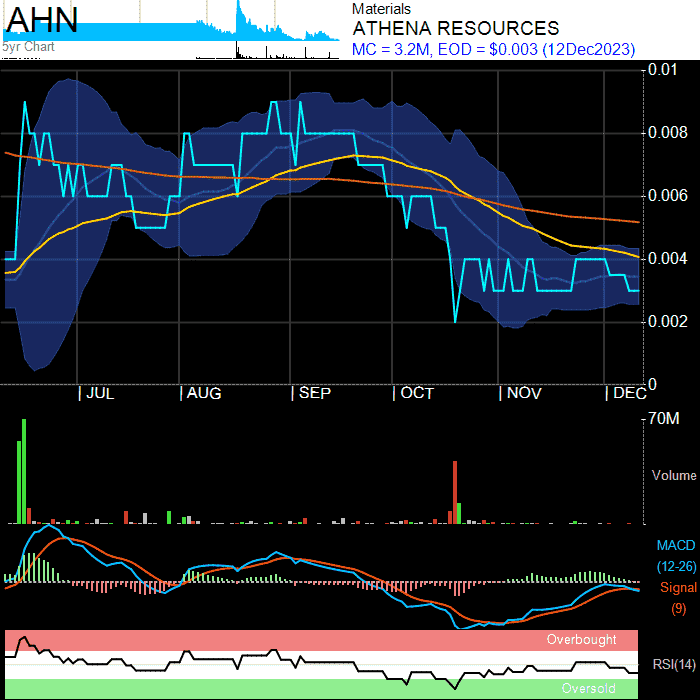 AHN
5yr Chart
Materials
ATHENA RESOURCES
MC = 3.2M, EOD = $0.003 (12Dec2023)
0.01
0.008
0.006
0.004
0.002
0
JUL
AUG
SEP
OCT
NOV
DEC
70M
Volume
MACD
(12-26)
Signal
(9)
Overbought
RSI(14)
Oversold